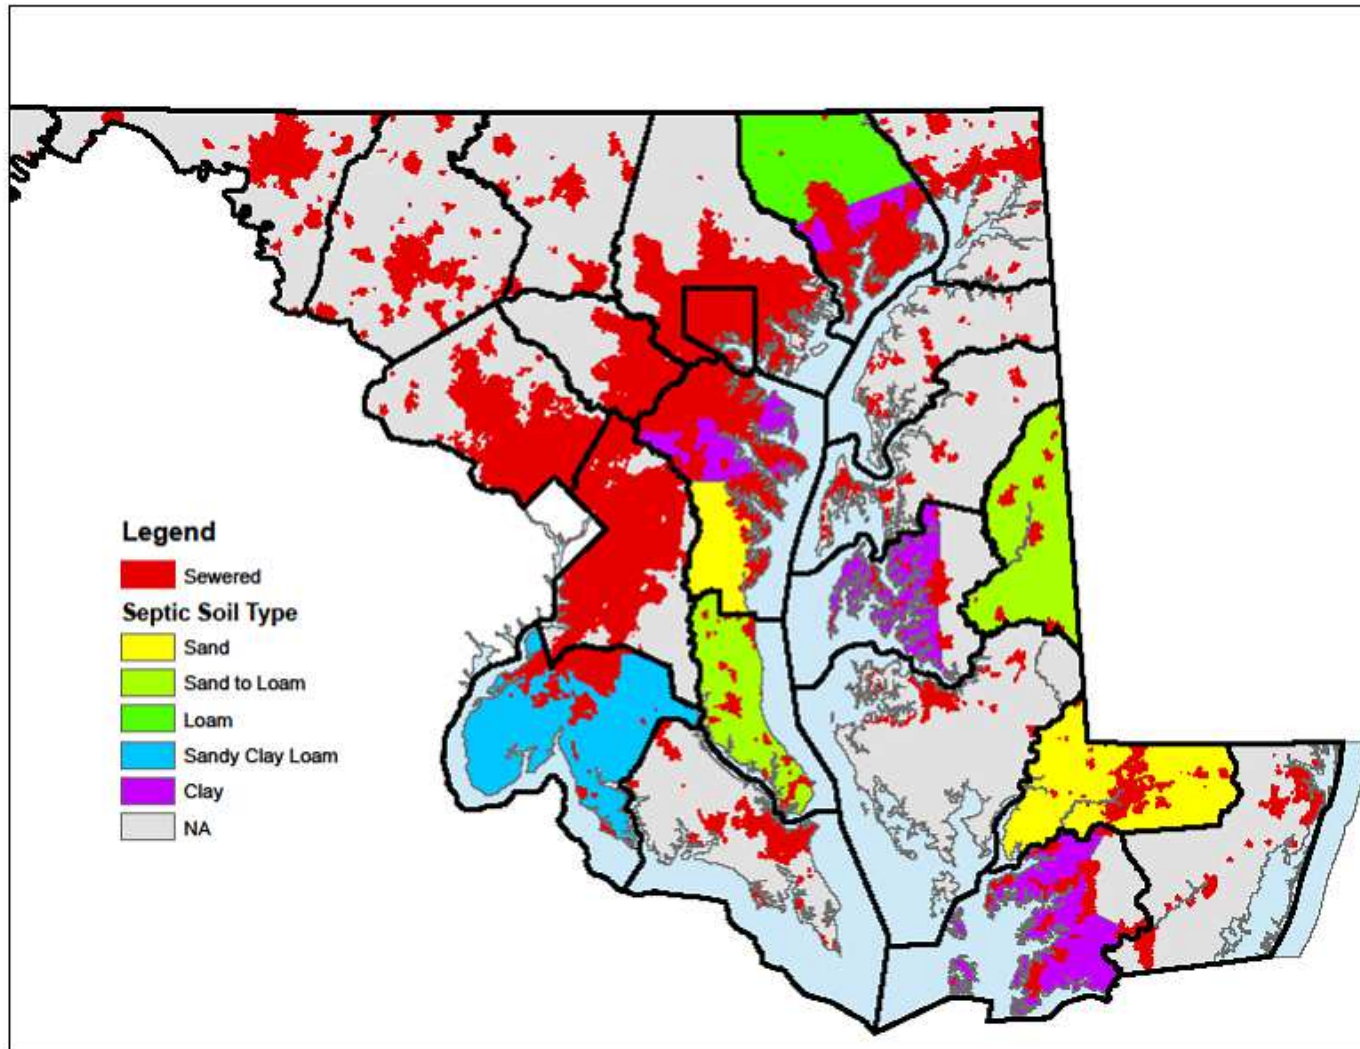 Legend
Sewered
Septic Soil Type
Sand
Sand to Loam
Loam
Sandy Clay Loam
Clay
NA